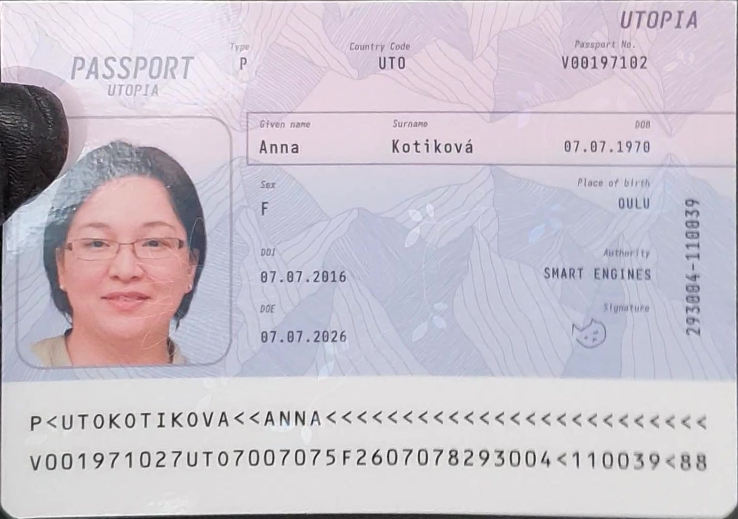 UTOPIA
PASSPORT
UTOPIA
Type
P
Country Code
UTO
Passport No.
V00197102
Given name
Anna
Surname
Kotiková
DOB
07.07.1970
Sex
F
Place of birth
OULU
DOI
07.07.2016
Authority
SMART ENGINES
DOE
07.07.2026
Signature
293004-110039
P<UTOKOTIKOVA<<ANNA<<<<<<<<<<<<<<<<<<<<<<<<<
V001971027UTO7007075F2607078293004<110039<88